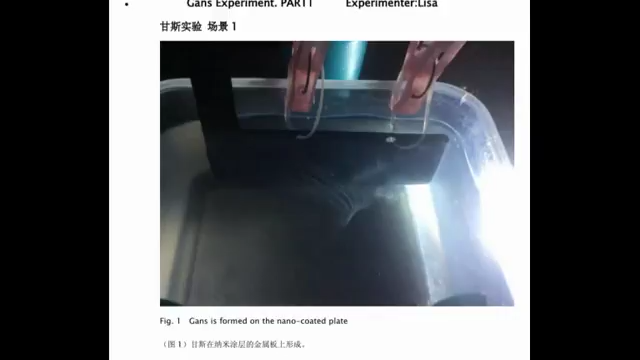 Gans Experiment. PART1 Experimenter:Lisa
甘斯实验 场景 1
Fig. 1 Gans is formed on the nano-coated plate
（图 1）甘斯在纳米涂层的金属板上形成。